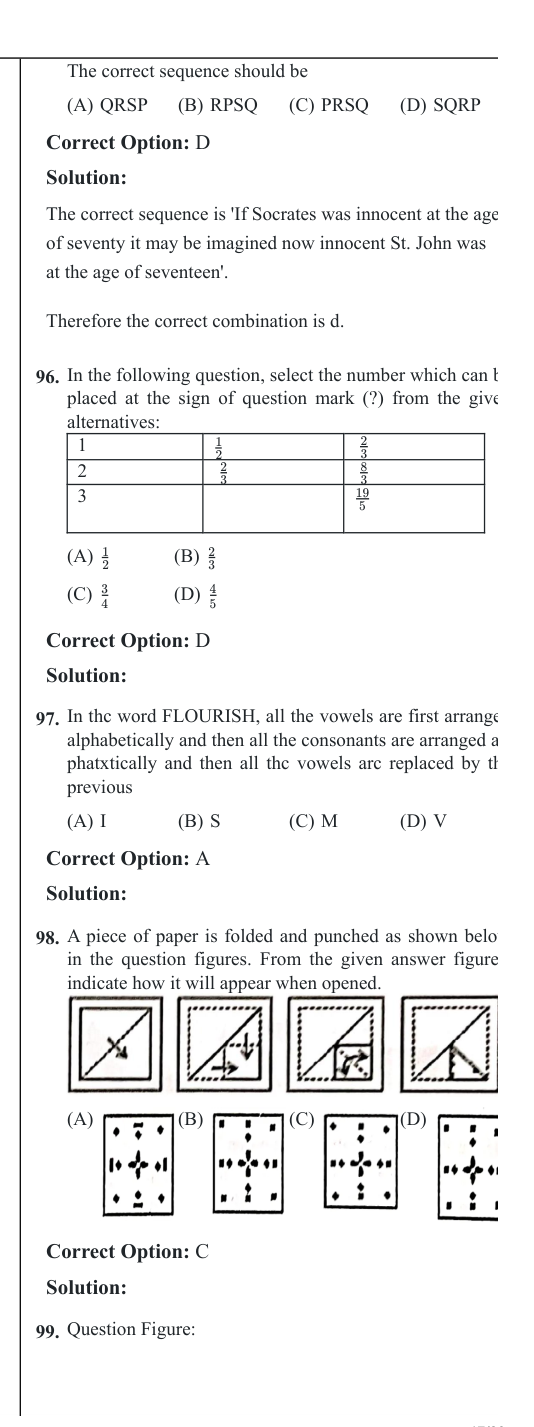 The correct sequence should be
(A) QRSP (B) RPSQ (C) PRSQ (D) SQRP
Correct Option: D
Solution:
The correct sequence is 'If Socrates was innocent at the age
of seventy it may be imagined now innocent St. John was
at the age of seventeen'.
Therefore the correct combination is d.
96. In the following question, select the number which can b
placed at the sign of question mark (?) from the give
alternatives:
1 1/2 2/3
2 2/3 8/3
3 19/5
(A) 1/2 (B) 2/3
(C) 3/4 (D) 4/5
Correct Option: D
Solution:
97. In thc word FLOURISH, all the vowels are first arrange
alphabetically and then all the consonants are arranged a
phatxtically and then all thc vowels arc replaced by th
previous
(A) I (B) S (C) M (D) V
Correct Option: A
Solution:
98. A piece of paper is folded and punched as shown belo
in the question figures. From the given answer figure
indicate how it will appear when opened.
(A) (B) (C) (D)
Correct Option: C
Solution:
99. Question Figure: